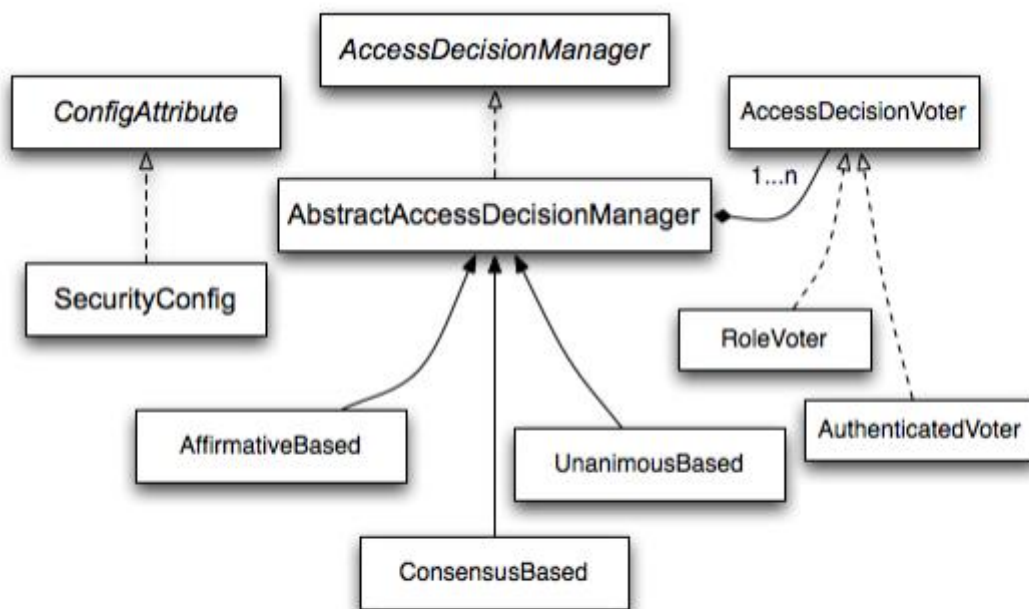 AccessDecisionManager
ConfigAttribute
AccessDecisionVoter
1...n
AbstractAccessDecisionManager
SecurityConfig
RoleVoter
AffirmativeBased
UnanimousBased
AuthenticatedVoter
ConsensusBased